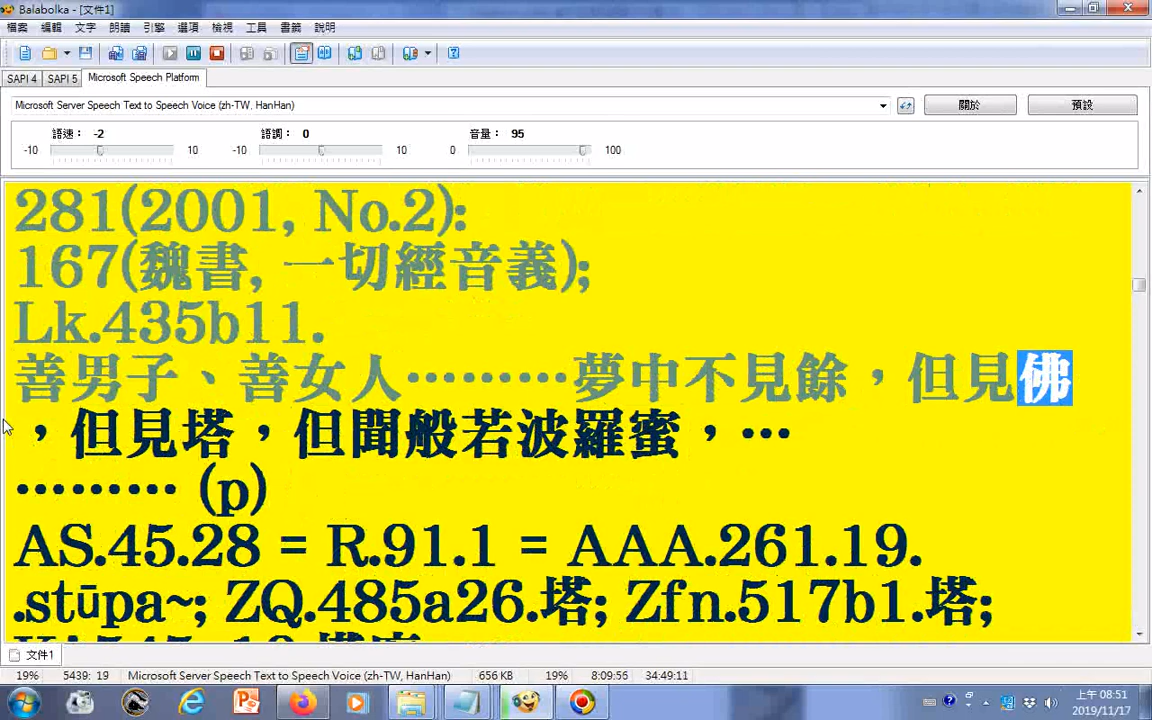 Balabolka - [文件1]
檔案 編輯 文字 朗讀 引擎 選項 檢視 工具 書籤 說明
SAPI 4 SAPI 5 Microsoft Speech Platform
Microsoft Server Speech Text to Speech Voice (zh-TW, HanHan) 關於 預設
語速： -2 語調： 0 音量： 95
-10 10 -10 10 0 100
281(2001, No.2):
167(魏書, 一切經音義);
Lk.435b11.
善男子、善女人………夢中不見餘，但見佛
，但見塔，但聞般若波羅蜜，…
……… (p)
AS.45.28 = R.91.1 = AAA.261.19.
.stūpa~; ZQ.485a26.塔; Zfn.517b1.塔;
文件1
19% 5439: 19 Microsoft Server Speech Text to Speech Voice (zh-TW, HanHan) 656 KB 19% 8:09:56 34:49:11
上午 08:51
2019/11/17